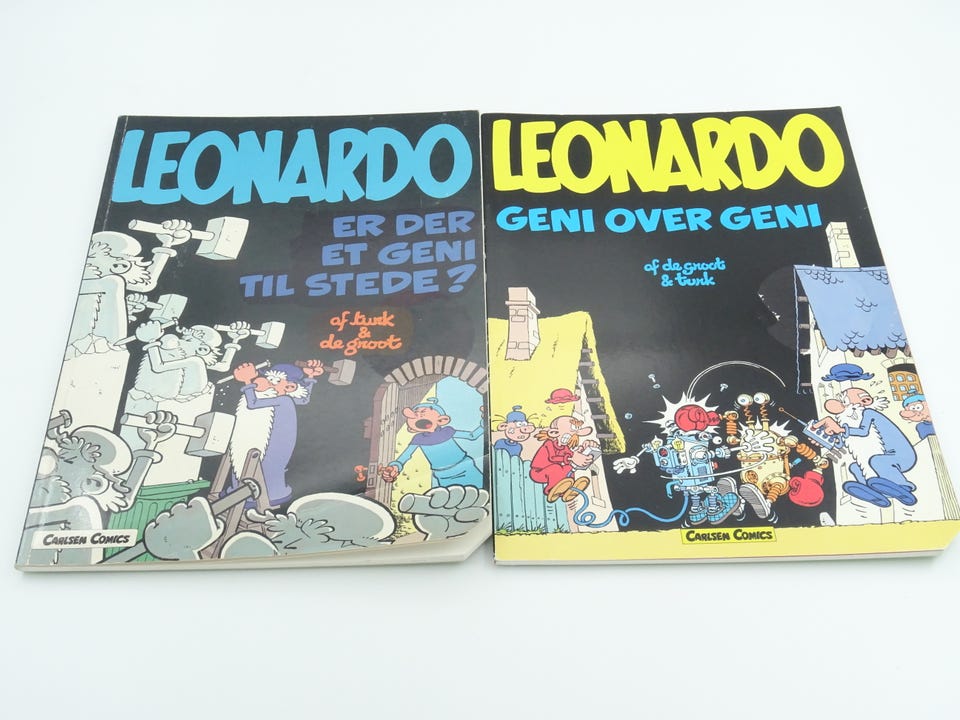 LEONARDO
ER DER
ET GENI
TIL STEDE?
af turk
&
de groot
CARLSEN COMICS
LEONARDO
GENI OVER GENI
af de groot
& turk
CARLSEN COMICS